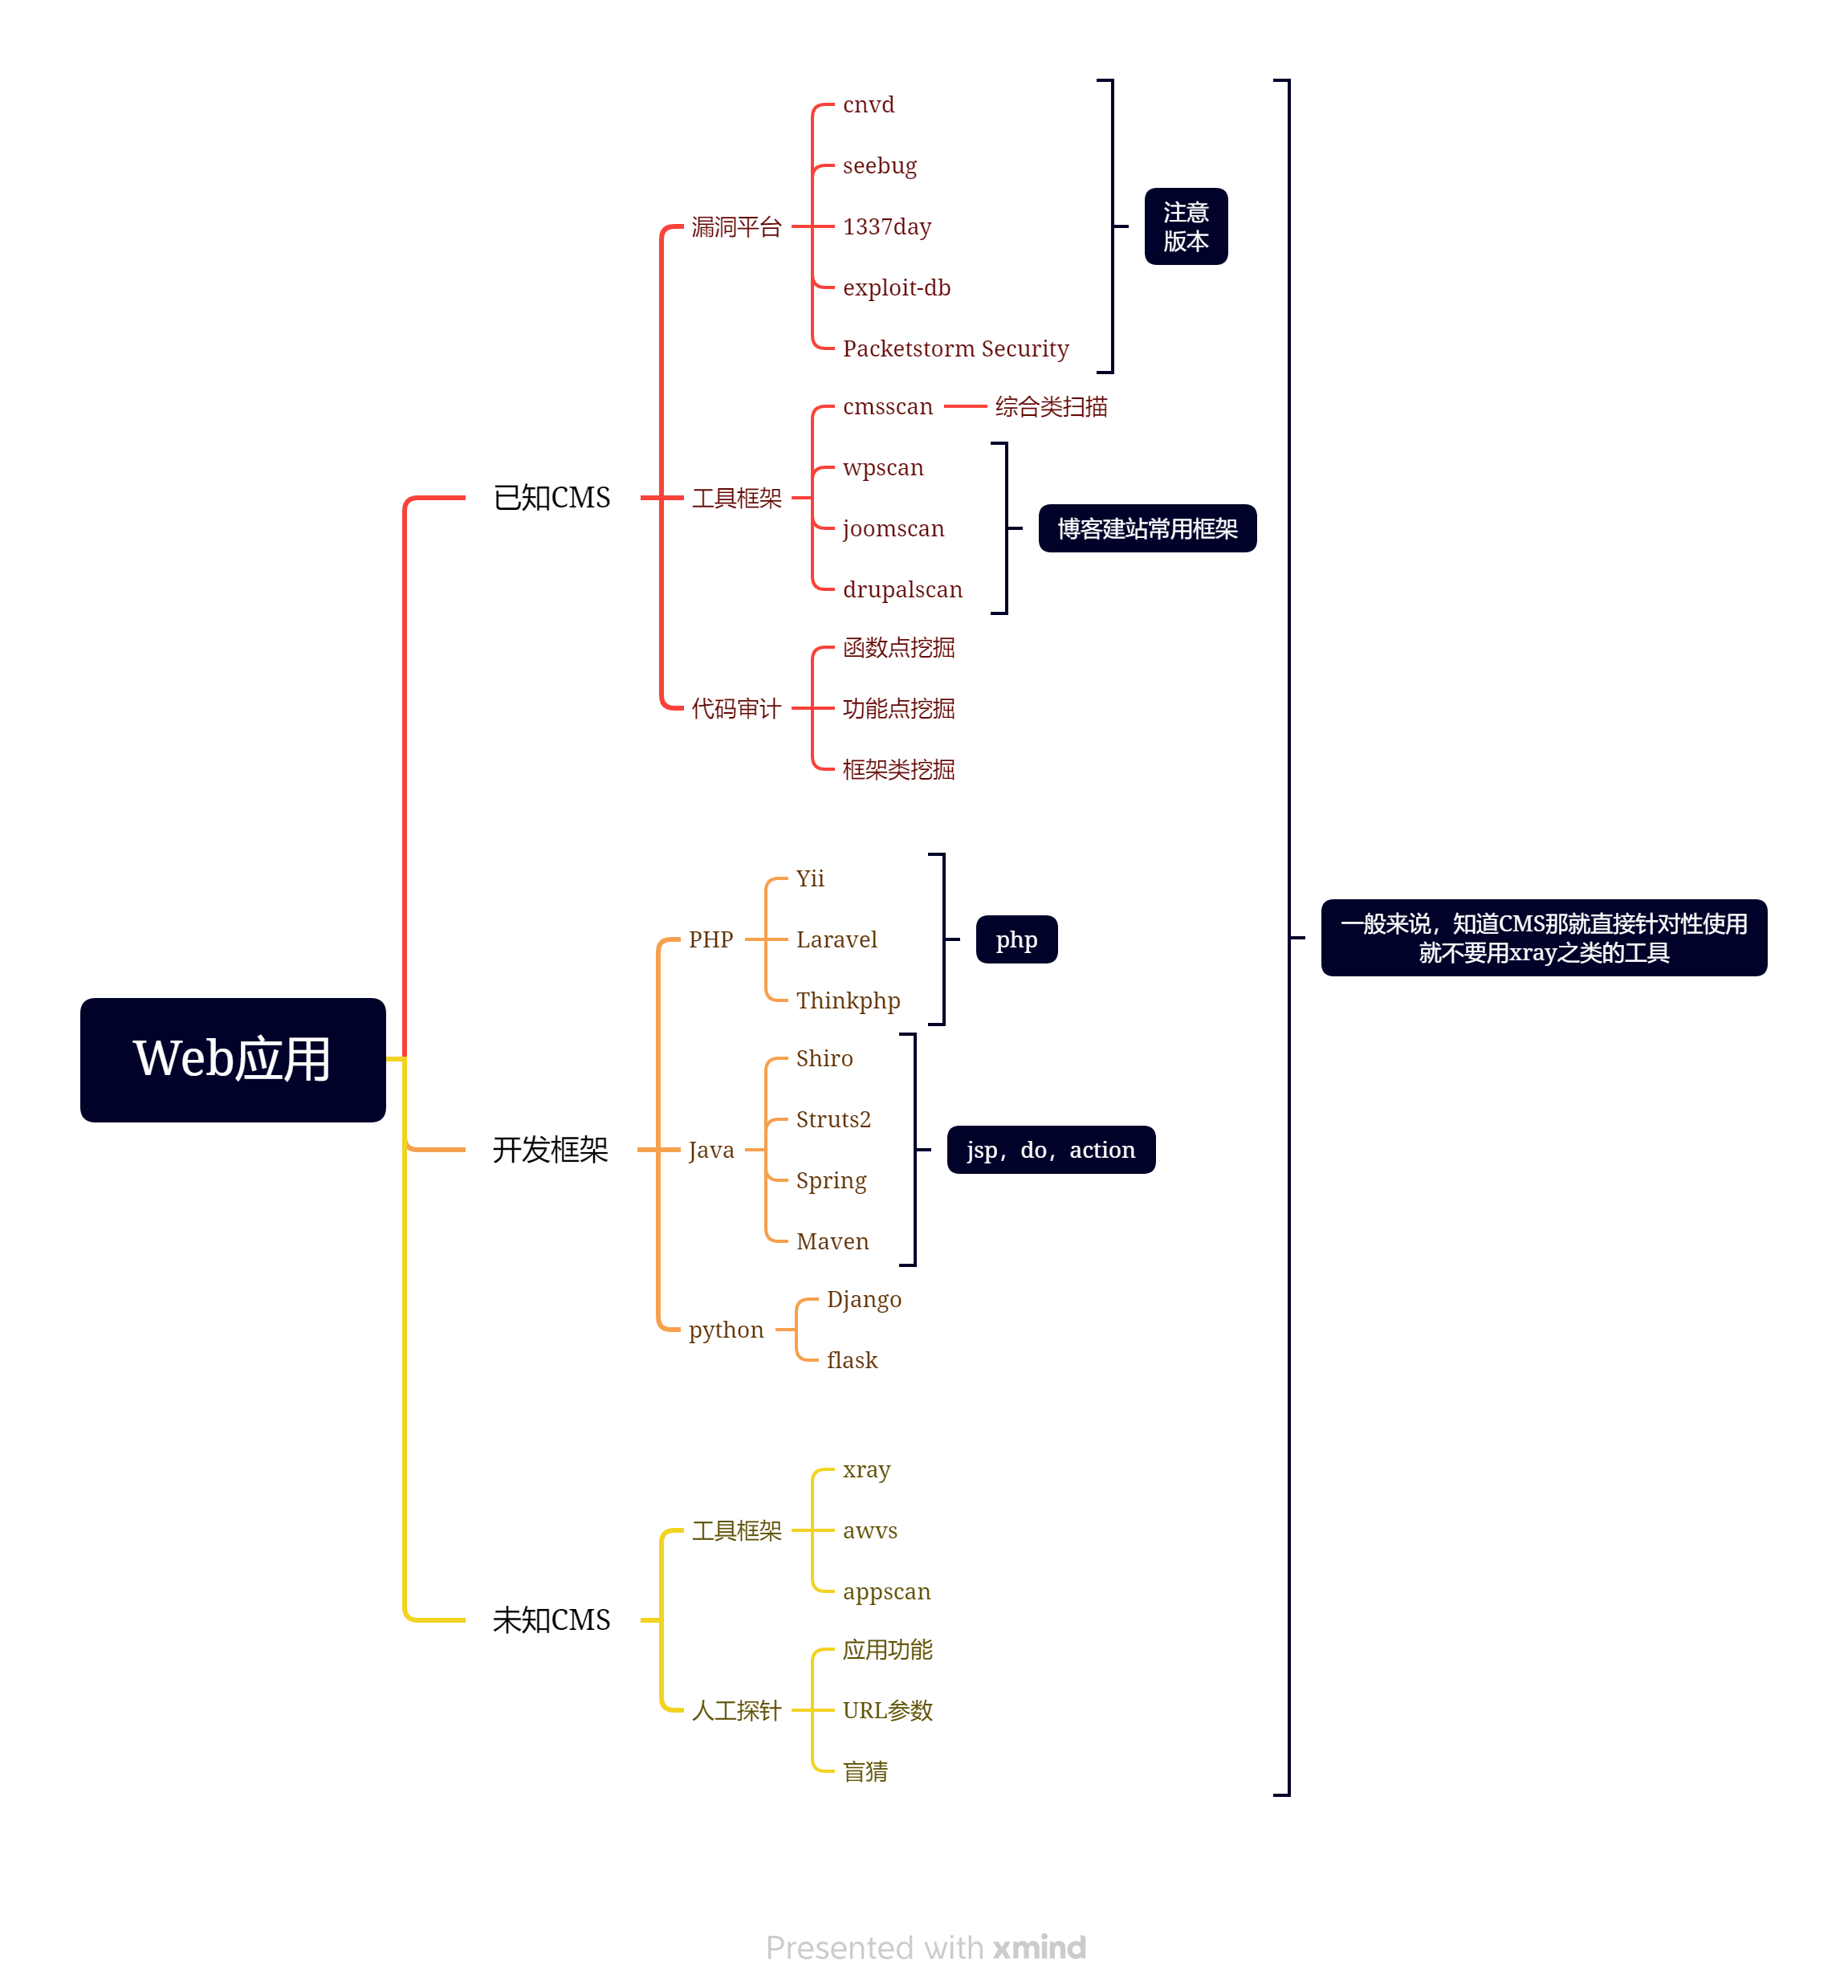 cnvd
seebug
漏洞平台
1337day
exploit-db
Packetstorm Security
注意
版本
cmsscan
综合类扫描
wpscan
已知CMS
工具框架
joomscan
博客建站常用框架
drupalscan
函数点挖掘
代码审计
功能点挖掘
框架类挖掘
Yii
PHP
Laravel
php
Thinkphp
一般来说，知道CMS那就直接针对性使用
就不要用xray之类的工具
Web应用
Shiro
Struts2
开发框架
Java
jsp，do，action
Spring
Maven
Django
python
flask
xray
工具框架
awvs
appscan
未知CMS
应用功能
人工探针
URL参数
盲猜
Presented with xmind